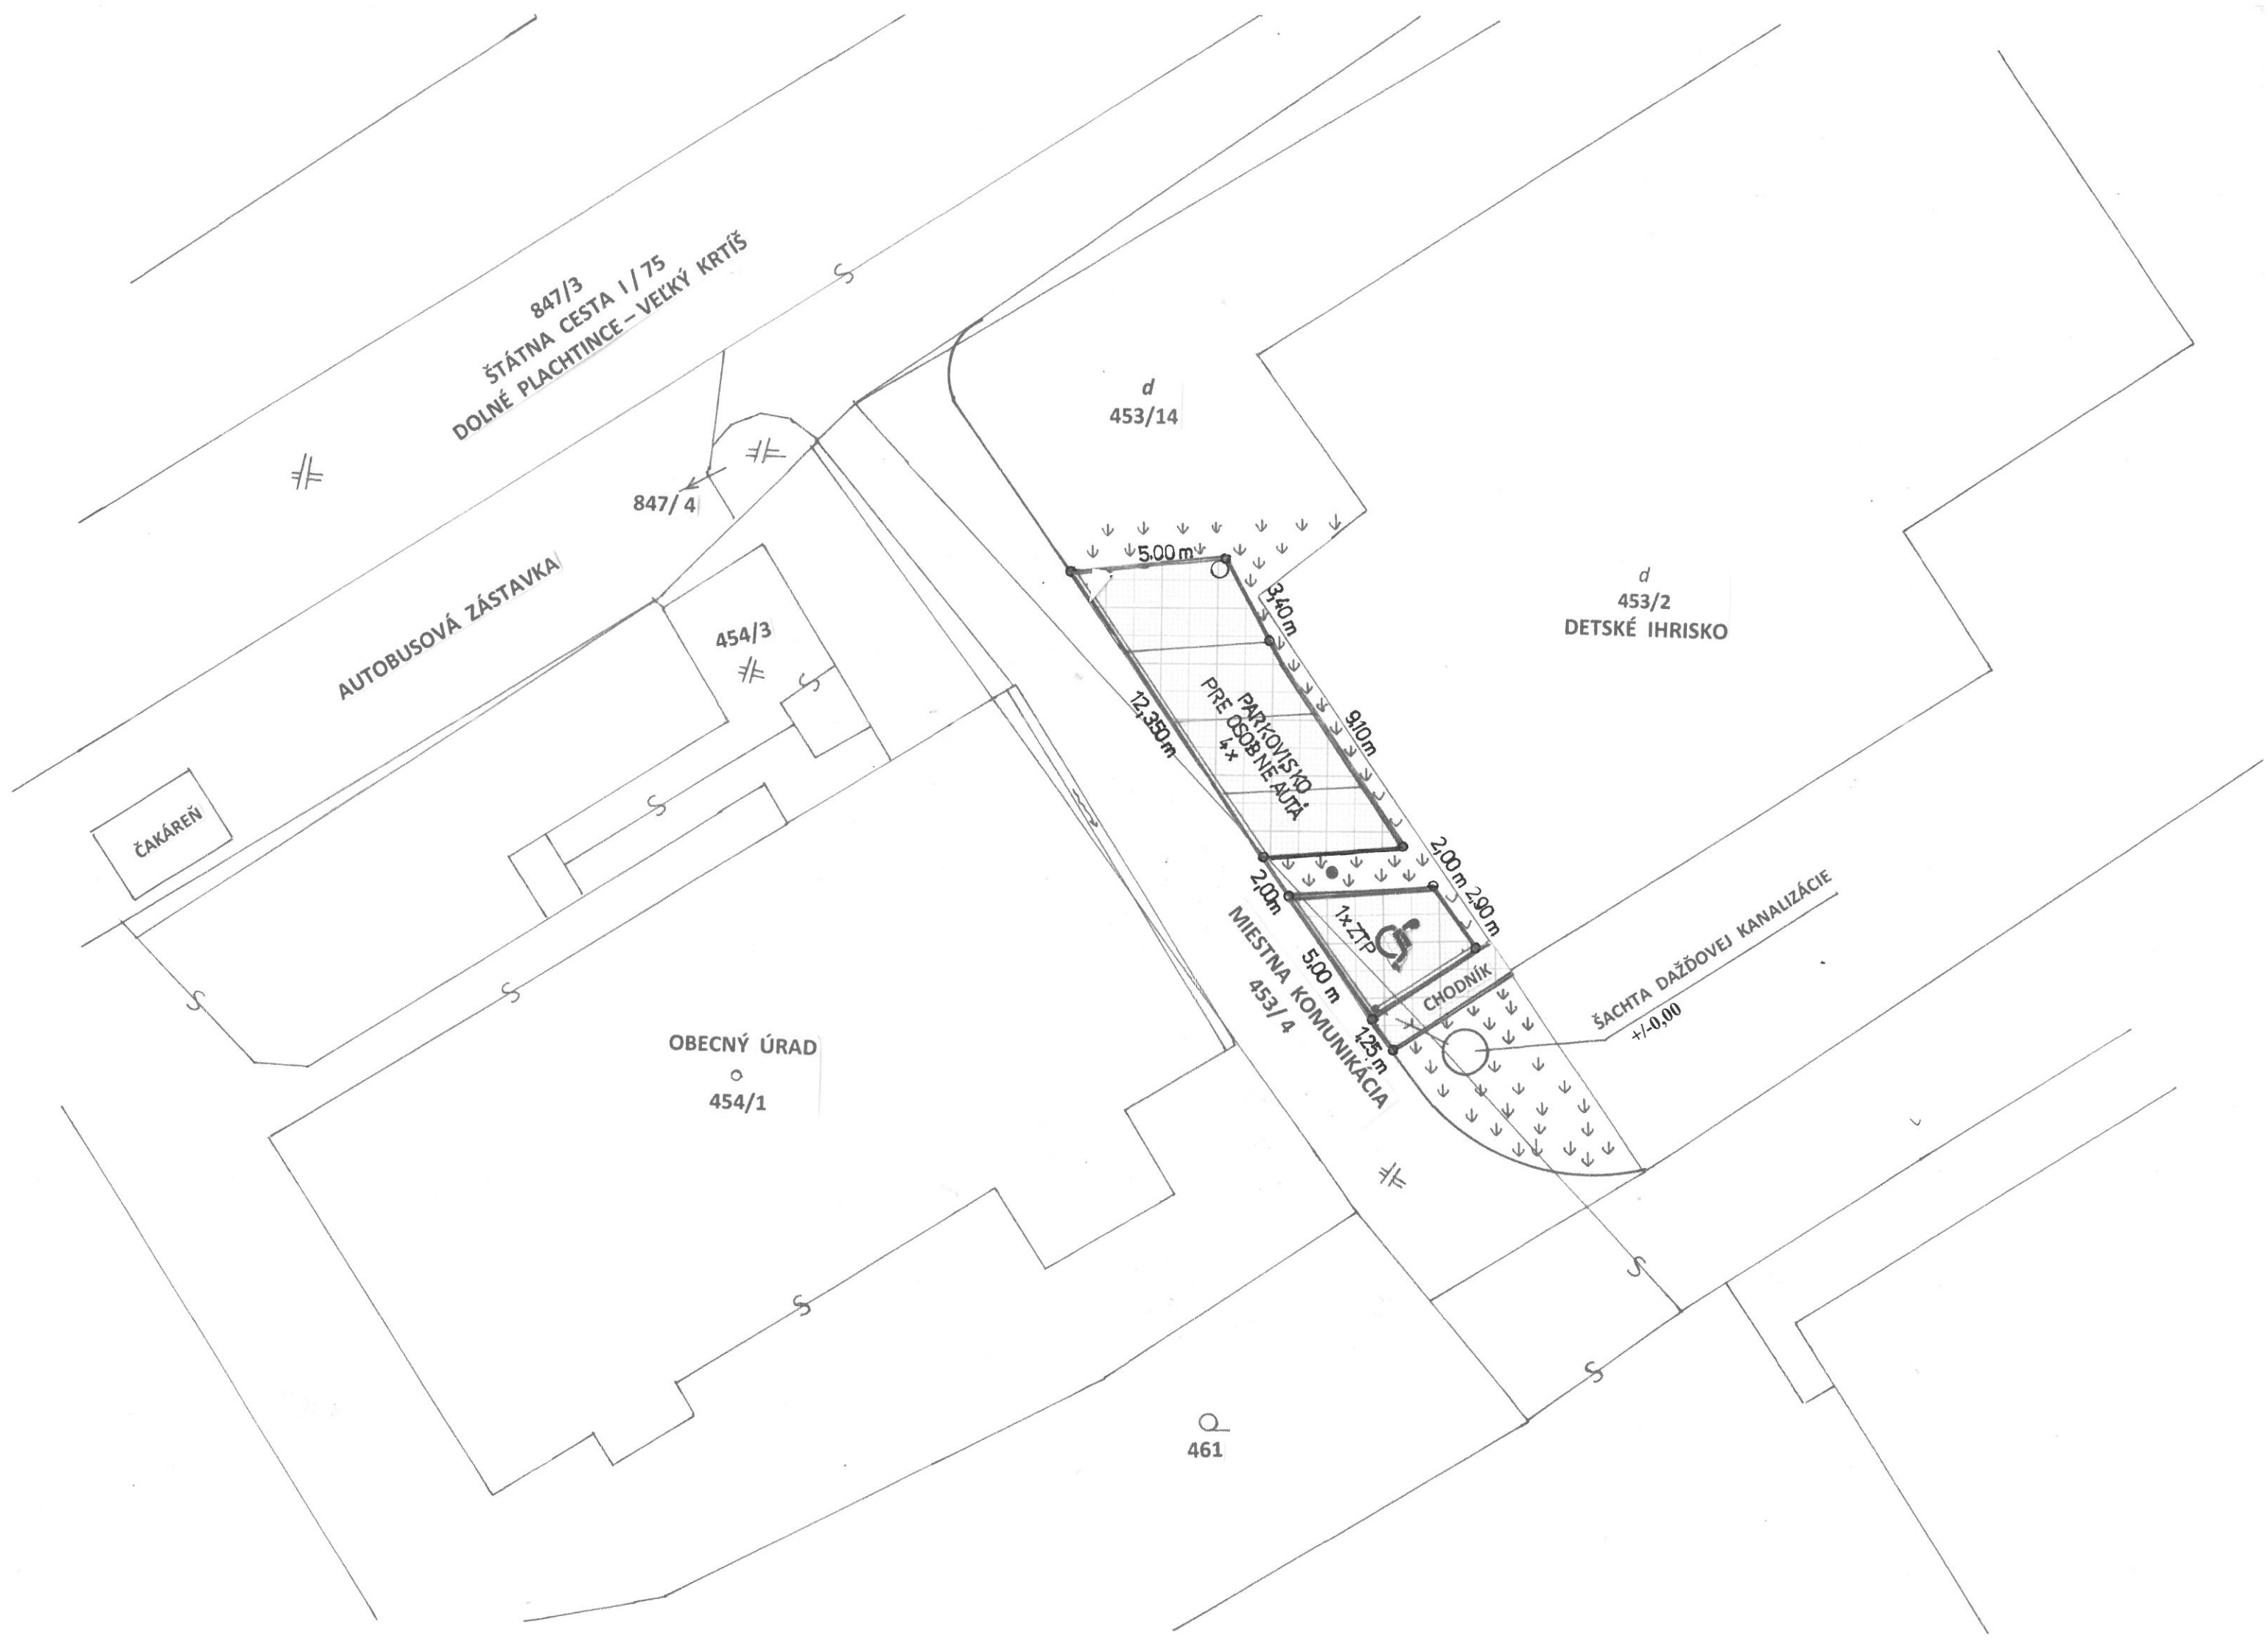 847/3
ŠTÁTNA CESTA I / 75
DOLNÉ PLACHTINCE – VEĽKÝ KRTÍŠ
847/ 4
AUTOBUSOVÁ ZÁSTAVKA
454/3
ČAKÁREŇ
OBECNÝ ÚRAD
454/1
461
d
453/14
5.00 m
3,40 m
9,10 m
12,350 m
PARKOVISKO
PRE OSOBNÉ AUTÁ
4x
d
453/2
DETSKÉ IHRISKO
2,00 m
2,90 m
2,00m
1x ZTP
5,00 m
1,25 m
CHODNÍK
MIESTNA KOMUNIKÁCIA
453/ 4
ŠACHTA DAŽĎOVEJ KANALIZÁCIE
+/-0,00